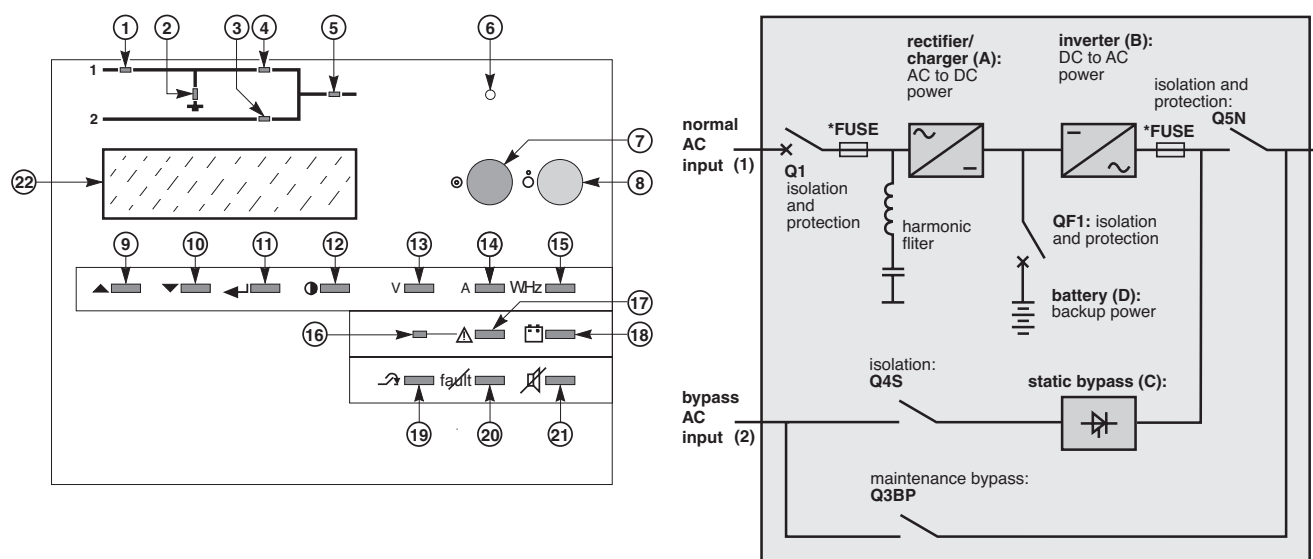 1 2 3 4 5 6
1
2
7
8
22
9 10 11 12 13 14 15
V A W/Hz
16
17
18
fault
19 20 21
rectifier/
charger (A):
AC to DC
power
inverter (B):
DC to AC
power
isolation and
protection:
Q5N
normal
AC
input (1)
*FUSE
*FUSE
Q1
isolation
and
protection
harmonic
fliter
QF1: isolation
and protection
battery (D):
backup power
isolation:
Q4S
static bypass (C):
bypass
AC
input (2)
maintenance bypass:
Q3BP